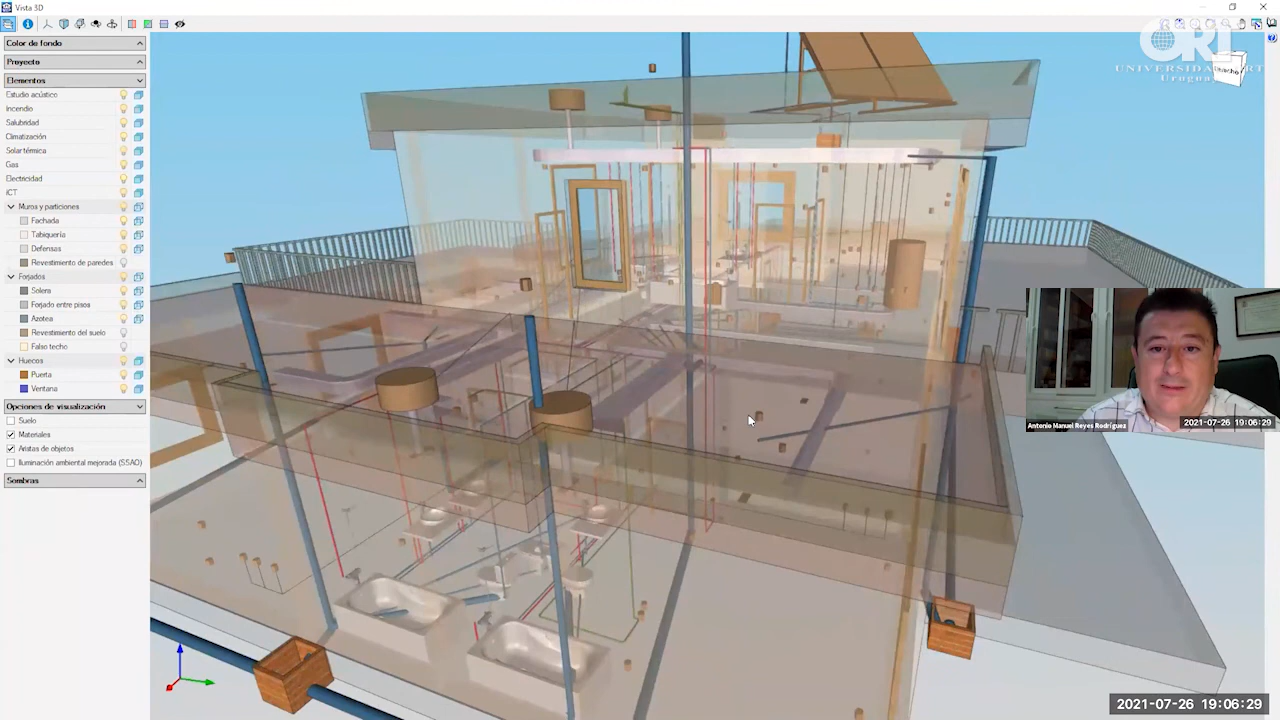 Vista 3D
Color de fondo
Proyecto
Elementos
Estudio acústico
Incendio
Salubridad
Climatización
Solar térmica
Gas
Electricidad
ICT
Muros y particiones
Fachada
Tabiquería
Defensas
Revestimiento de paredes
Forjados
Solera
Forjado entre pisos
Azotea
Revestimiento del suelo
Falso techo
Huecos
Puerta
Ventana
Opciones de visualización
Suelo
Materiales
Aristas de objetos
Iluminación ambiental mejorada (SSAO)
Sombras
ORT
UNIVERSIDAD ORT
Uruguay
Antonio Manuel Reyes Rodríguez
2021-07-26 19:06:29
2021-07-26 19:06:29